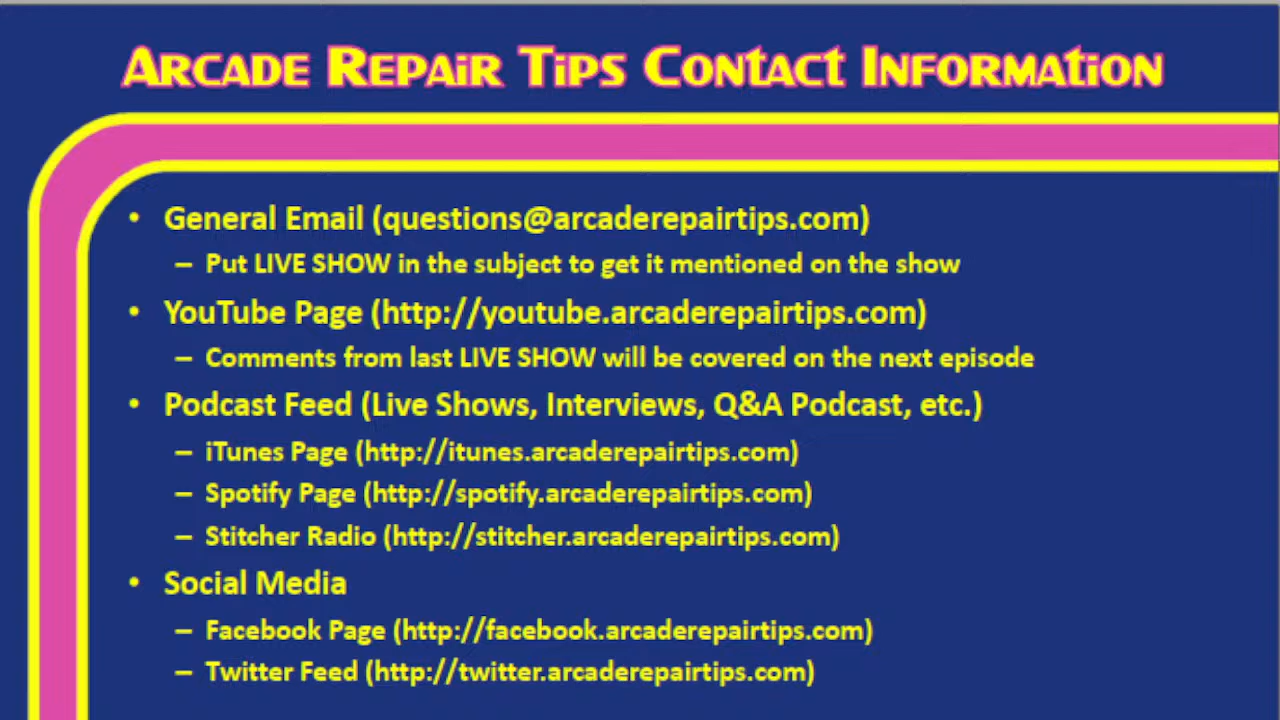 Arcade Repair Tips Contact Information
• General Email (questions@arcaderepairtips.com)
– Put LIVE SHOW in the subject to get it mentioned on the show
• YouTube Page (http://youtube.arcaderepairtips.com)
– Comments from last LIVE SHOW will be covered on the next episode
• Podcast Feed (Live Shows, Interviews, Q&A Podcast, etc.)
– iTunes Page (http://itunes.arcaderepairtips.com)
– Spotify Page (http://spotify.arcaderepairtips.com)
– Stitcher Radio (http://stitcher.arcaderepairtips.com)
• Social Media
– Facebook Page (http://facebook.arcaderepairtips.com)
– Twitter Feed (http://twitter.arcaderepairtips.com)